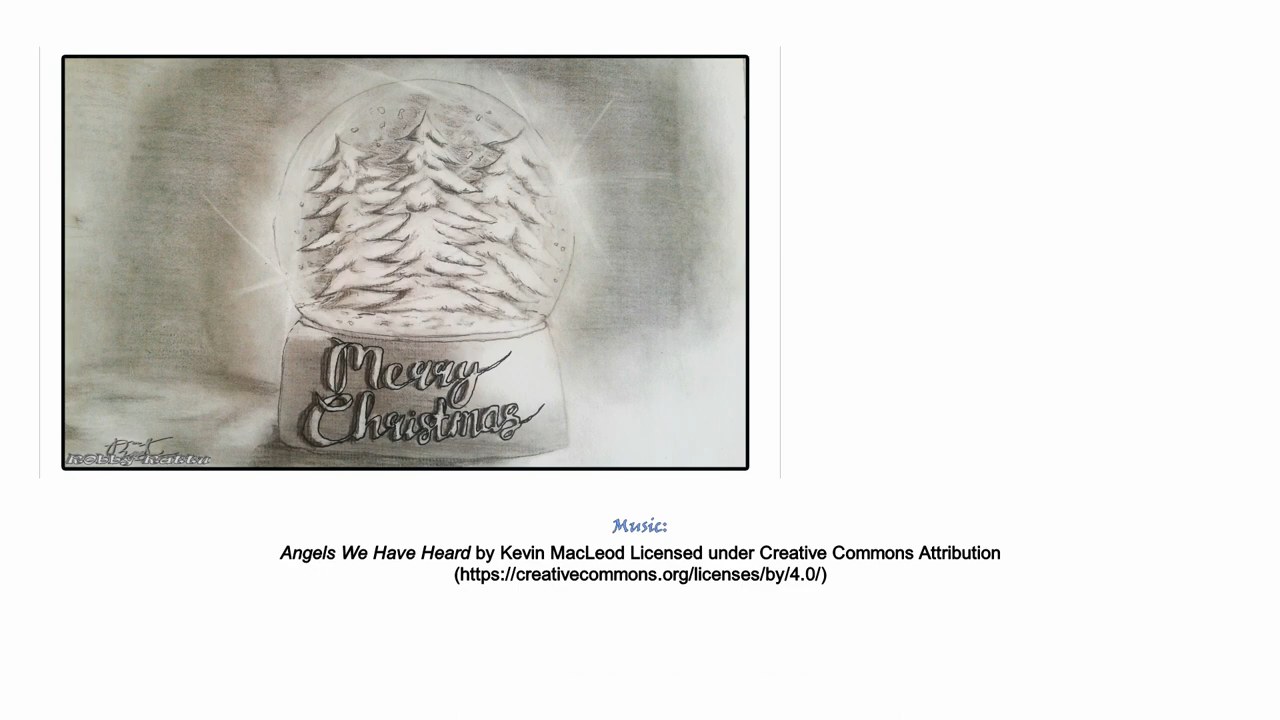 Merry
Christmas
Music:
Angels We Have Heard by Kevin MacLeod Licensed under Creative Commons Attribution
(https://creativecommons.org/licenses/by/4.0/)